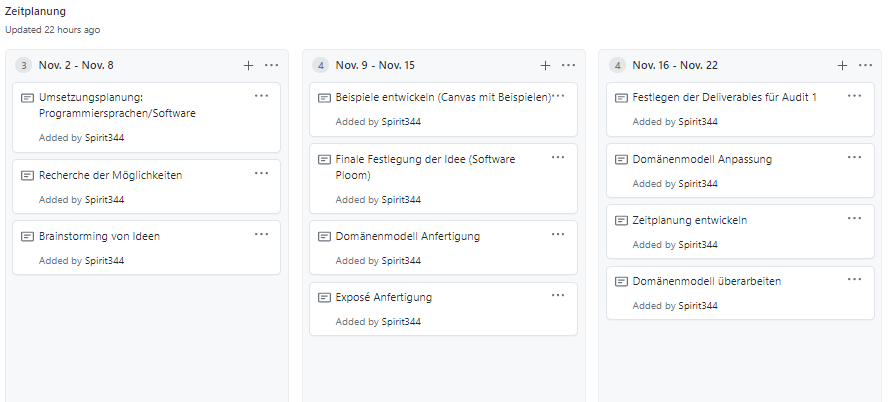 Zeitplanung
Updated 22 hours ago
3 Nov. 2 - Nov. 8
Umsetzungsplanung:
Programmiersprachen/Software
Added by Spirit344
Recherche der Möglichkeiten
Added by Spirit344
Brainstorming von Ideen
Added by Spirit344
4 Nov. 9 - Nov. 15
Beispiele entwickeln (Canvas mit Beispielen)
Added by Spirit344
Finale Festlegung der Idee (Software
Ploom)
Added by Spirit344
Domänenmodell Anfertigung
Added by Spirit344
Exposé Anfertigung
Added by Spirit344
4 Nov. 16 - Nov. 22
Festlegen der Deliverables für Audit 1
Added by Spirit344
Domänenmodell Anpassung
Added by Spirit344
Zeitplanung entwickeln
Added by Spirit344
Domänenmodell überarbeiten
Added by Spirit344